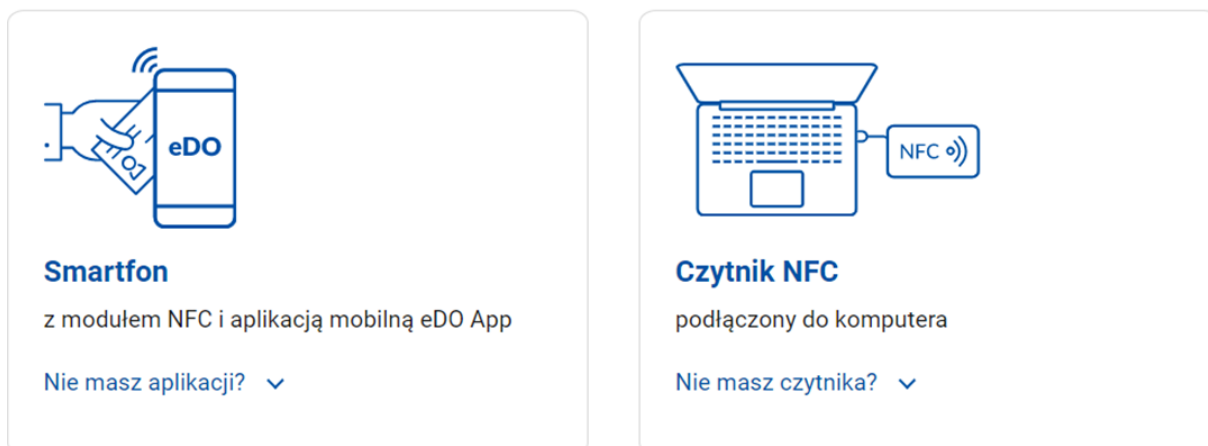 eDO
Smartfon
z modułem NFC i aplikacją mobilną eDO App
Nie masz aplikacji?
NFC
Czytnik NFC
podłączony do komputera
Nie masz czytnika?